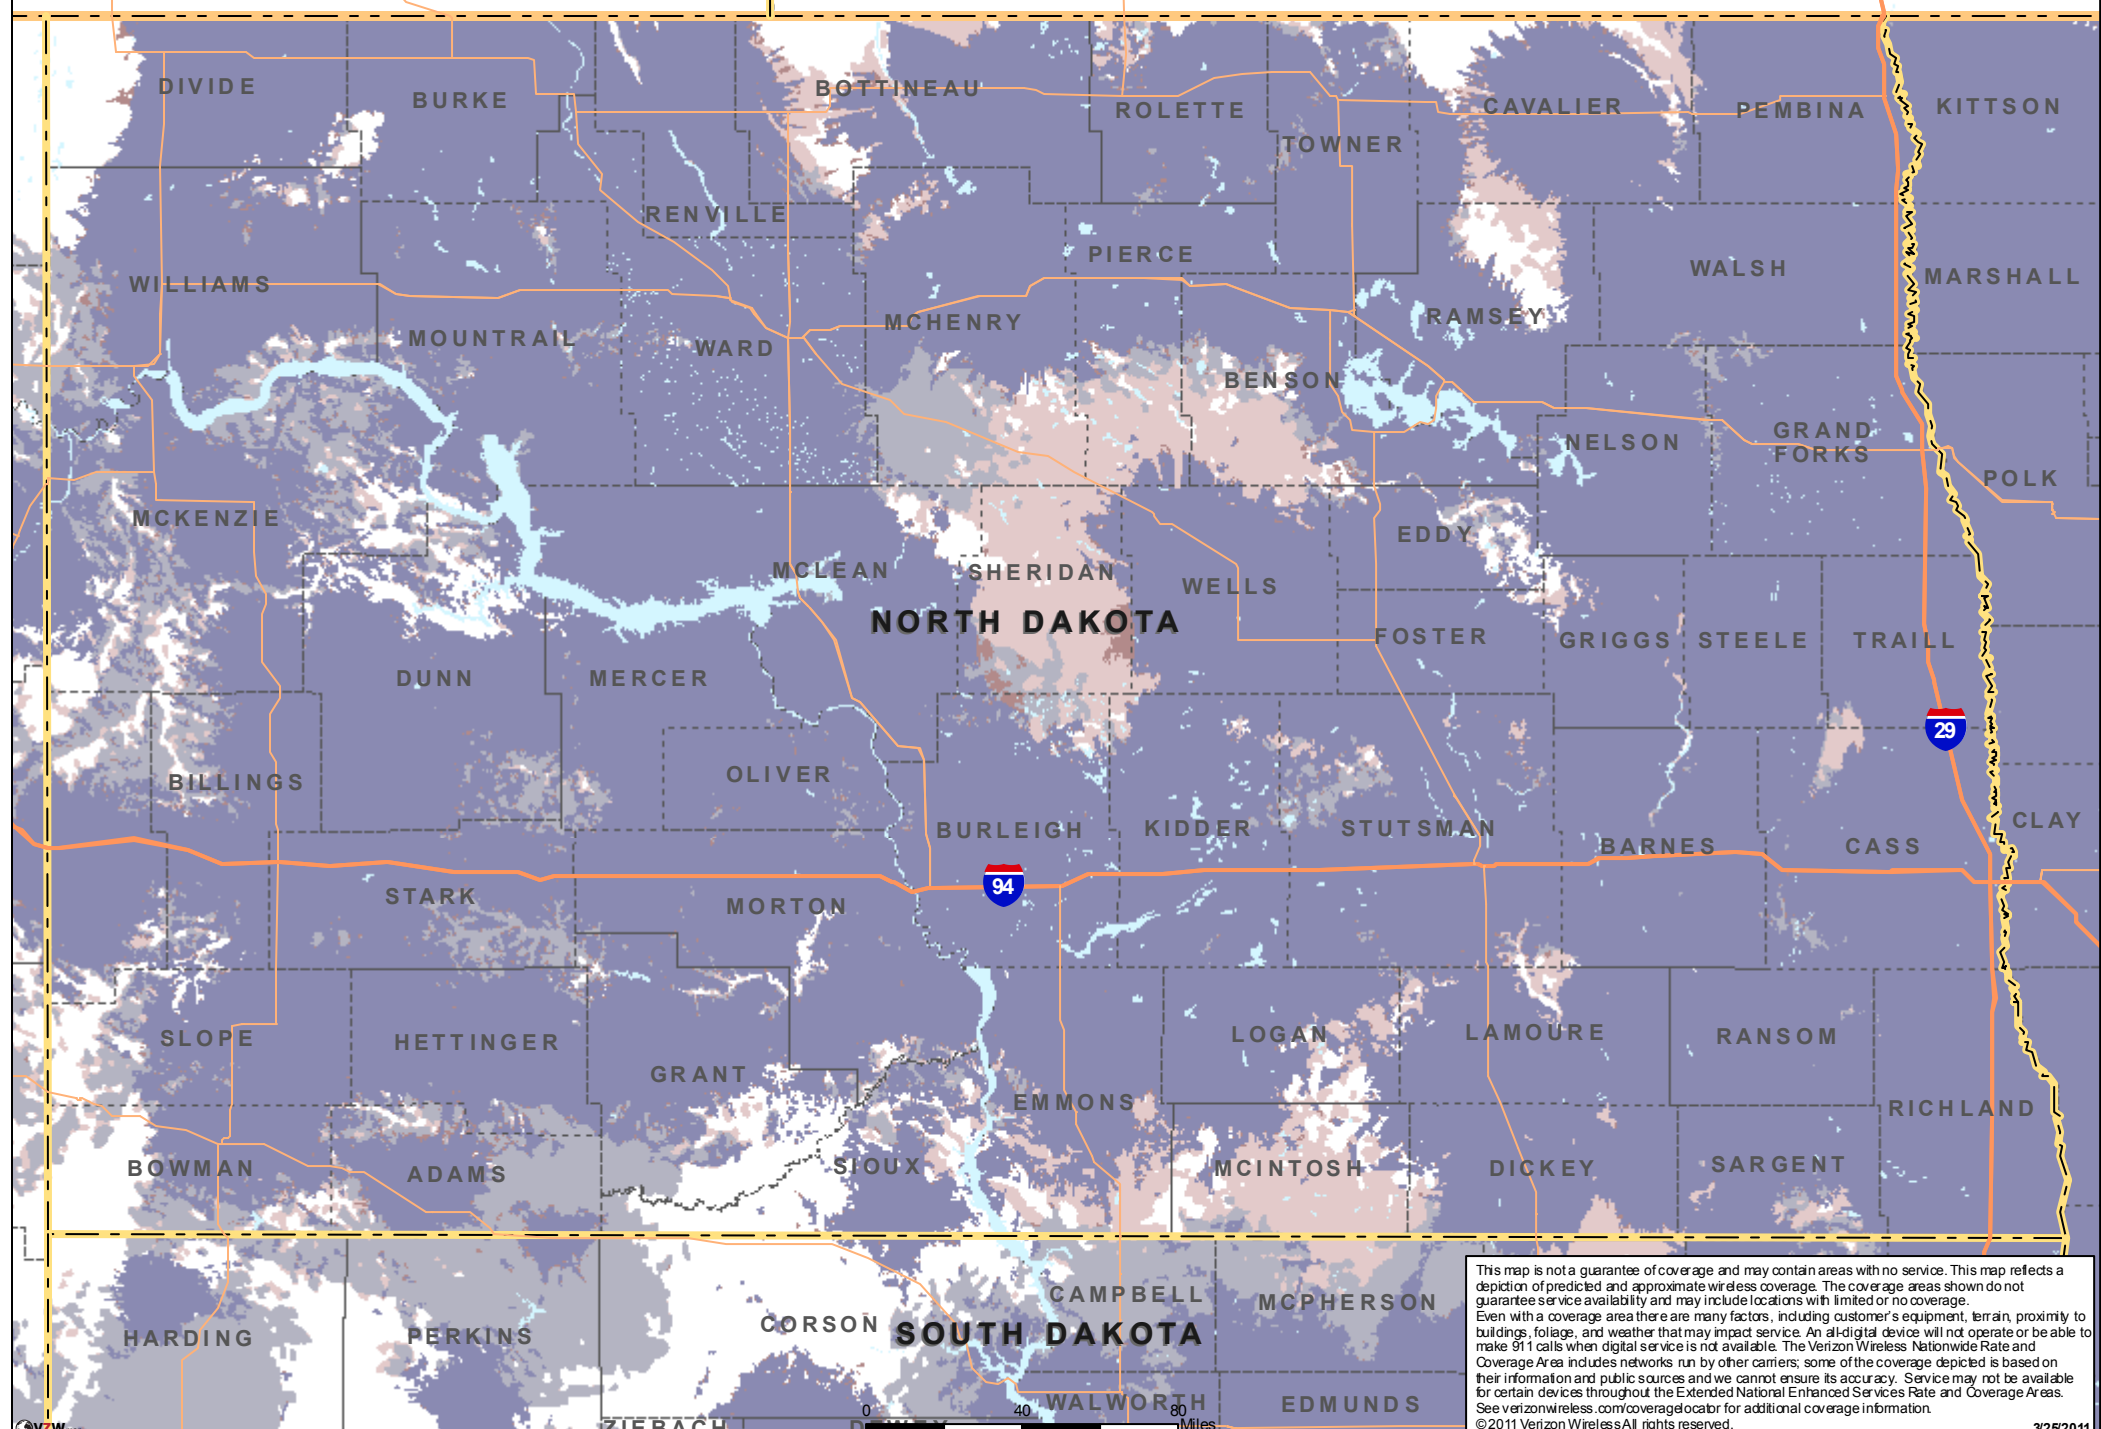 DIVIDE
BURKE
BOTTINEAU
ROLETTE
CAVALIER
PEMBINA
KITTSON
TOWNER
RENVILLE
PIERCE
WALSH
MARSHALL
WILLIAMS
MOUNTRAIL
WARD
MCHENRY
RAMSEY
BENSON
NELSON
GRAND
FORKS
POLK
MCKENZIE
EDDY
MCLEAN
SHERIDAN
WELLS
NORTH DAKOTA
FOSTER
GRIGGS
STEELE
TRAILL
DUNN
MERCER
29
BILLINGS
OLIVER
BURLEIGH
KIDDER
STUTSMAN
BARNES
CASS
CLAY
94
STARK
MORTON
SLOPE
HETTINGER
GRANT
LOGAN
LAMOURE
RANSOM
EMMONS
RICHLAND
BOWMAN
ADAMS
SIOUX
MCINTOSH
DICKEY
SARGENT
CAMPBELL
MCPHERSON
HARDING
PERKINS
CORSON
SOUTH DAKOTA
WALWORTH
EDMUNDS
ZIEBACH
DEWEY
0 40 80
Miles
vzw
This map is not a guarantee of coverage and may contain areas with no service. This map reflects a
depiction of predicted and approximate wireless coverage. The coverage areas shown do not
guarantee service availability and may include locations with limited or no coverage.
Even with a coverage area there are many factors, including customer's equipment, terrain, proximity to
buildings, foliage, and weather that may impact service. An all-digital device will not operate or be able to
make 911 calls when digital service is not available. The Verizon Wireless Nationwide Rate and
Coverage Area includes networks run by other carriers; some of the coverage depicted is based on
their information and public sources and we cannot ensure its accuracy. Service may not be available
for certain devices throughout the Extended National Enhanced Services Rate and Coverage Areas.
See verizonwireless.com/coveragelocator for additional coverage information.
©2011 Verizon Wireless All rights reserved.
3/25/2011